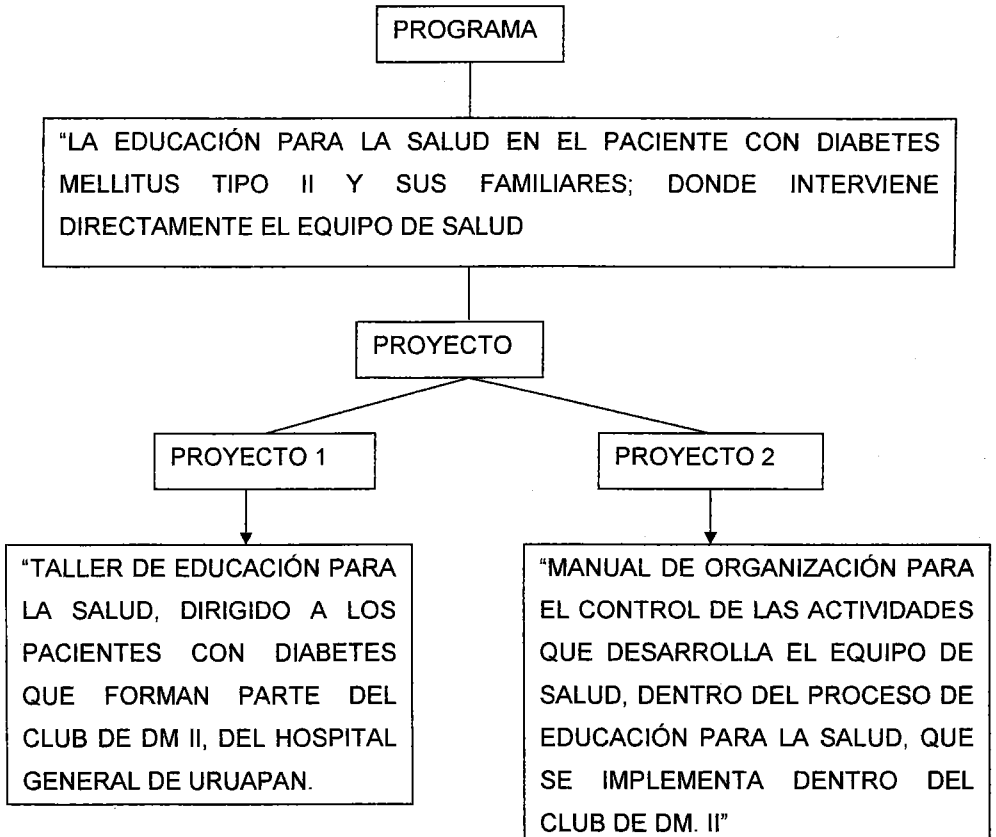 PROGRAMA
“LA EDUCACIÓN PARA LA SALUD EN EL PACIENTE CON DIABETES
MELLITUS TIPO II Y SUS FAMILIARES; DONDE INTERVIENE
DIRECTAMENTE EL EQUIPO DE SALUD
PROYECTO
PROYECTO 1
PROYECTO 2
“TALLER DE EDUCACIÓN PARA
LA SALUD, DIRIGIDO A LOS
PACIENTES CON DIABETES
QUE FORMAN PARTE DEL
CLUB DE DM II, DEL HOSPITAL
GENERAL DE URUAPAN.
“MANUAL DE ORGANIZACIÓN PARA
EL CONTROL DE LAS ACTIVIDADES
QUE DESARROLLA EL EQUIPO DE
SALUD, DENTRO DEL PROCESO DE
EDUCACIÓN PARA LA SALUD, QUE
SE IMPLEMENTA DENTRO DEL
CLUB DE DM. II”